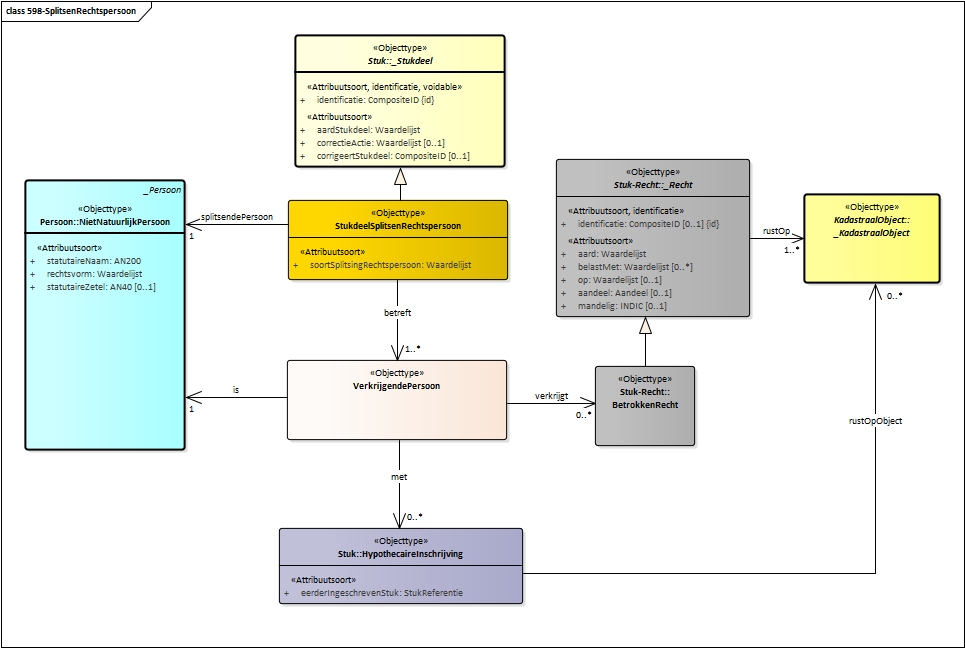 class 598-SplitsenRechtspersoon
«Objecttype»
Stuk::_Stukdeel
«Attribuutsoort, identificatie, voidable»
+ identificatie: CompositeID {id}
«Attribuutsoort»
+ aardStukdeel: Waardelijst
+ correctieActie: Waardelijst [0..1]
+ corrigeertStukdeel: CompositeID [0..1]
_Persoon
«Objecttype»
Persoon::NietNatuurlijkPersoon
«Attribuutsoort»
+ statutaireNaam: AN200
+ rechtsvorm: Waardelijst
+ statutaireZetel: AN40 [0..1]
splitsendePersoon
1
«Objecttype»
StukdeelSplitsenRechtspersoon
«Attribuutsoort»
+ soortSplitsingRechtspersoon: Waardelijst
«Objecttype»
Stuk-Recht::_Recht
«Attribuutsoort, identificatie»
+ identificatie: CompositeID [0..1] {id}
«Attribuutsoort»
+ aard: Waardelijst
+ belastMet: Waardelijst [0..*]
+ op: Waardelijst [0..1]
+ aandeel: Aandeel [0..1]
+ mandelig: INDIC [0..1]
rustOp
1..*
«Objecttype»
KadastraalObject::
_KadastraalObject
0..*
betreft
1..*
is
1
«Objecttype»
VerkrijgendePersoon
verkrijgt
0..*
«Objecttype»
Stuk-Recht::
BetrokkenRecht
rustOpObject
met
0..*
«Objecttype»
Stuk::HypothecaireInschrijving
«Attribuutsoort»
+ eerderIngeschrevenStuk: StukReferentie